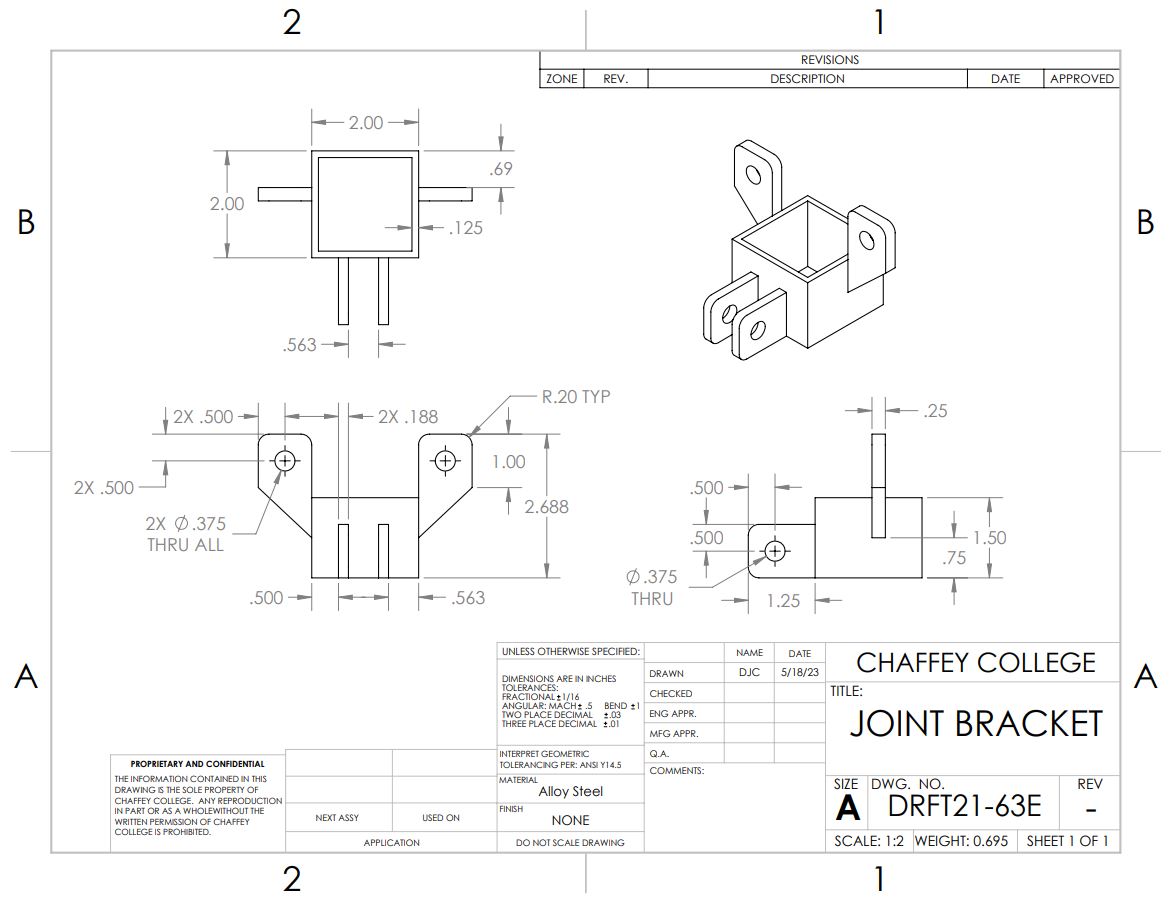 2 1
REVISIONS
ZONE REV. DESCRIPTION DATE APPROVED
B B
2.00
.69
2.00
.125
.563
R.20 TYP
2X .500 2X .188
1.00
2X .500
2.688
2X Ø.375
THRU ALL
.500 .563
.25
.500
.500
1.50
.75
Ø.375
THRU
1.25
A A
UNLESS OTHERWISE SPECIFIED:
DIMENSIONS ARE IN INCHES
TOLERANCES:
FRACTIONAL ±1/16
ANGULAR: MACH± .5 BEND ±1
TWO PLACE DECIMAL ±.03
THREE PLACE DECIMAL ±.01
INTERPRET GEOMETRIC
TOLERANCING PER: ANSI Y14.5
MATERIAL
Alloy Steel
FINISH
NONE
DO NOT SCALE DRAWING
NAME DATE
DRAWN DJC 5/18/23
CHECKED
ENG APPR.
MFG APPR.
Q.A.
COMMENTS:
CHAFFEY COLLEGE
TITLE:
JOINT BRACKET
SIZE DWG. NO. REV
A DRFT21-63E -
SCALE: 1:2 WEIGHT: 0.695 SHEET 1 OF 1
PROPRIETARY AND CONFIDENTIAL
THE INFORMATION CONTAINED IN THIS
DRAWING IS THE SOLE PROPERTY OF
CHAFFEY COLLEGE. ANY REPRODUCTION
IN PART OR AS A WHOLEWITHOUT THE
WRITTEN PERMISSION OF CHAFFEY
COLLEGE IS PROHIBITED.
NEXT ASSY USED ON
APPLICATION
2 1